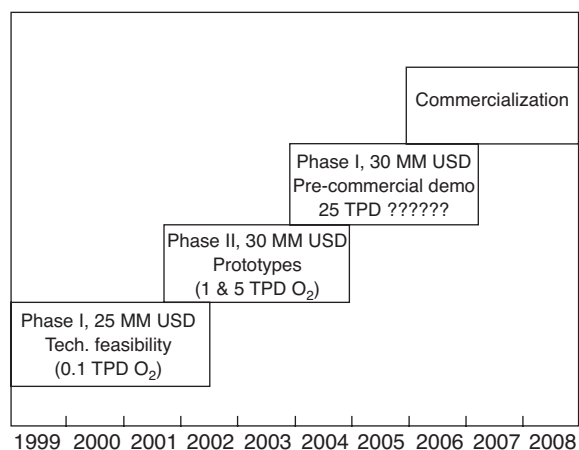 Commercialization
Phase I, 30 MM USD
Pre-commercial demo
25 TPD ??????
Phase II, 30 MM USD
Prototypes
(1 & 5 TPD O₂)
Phase I, 25 MM USD
Tech. feasibility
(0.1 TPD O₂)
1999 2000 2001 2002 2003 2004 2005 2006 2007 2008